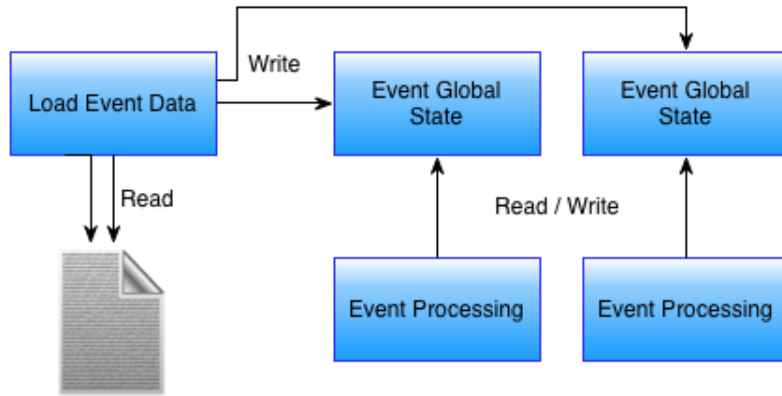 Write
Load Event Data
Event Global
State
Event Global
State
Read
Read / Write
Event Processing
Event Processing